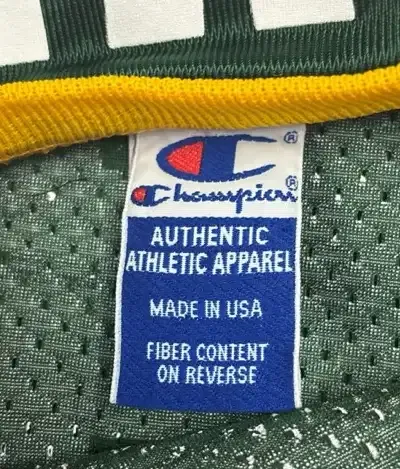 ®
Champion®
AUTHENTIC
ATHLETIC APPAREL
MADE IN USA
FIBER CONTENT
ON REVERSE